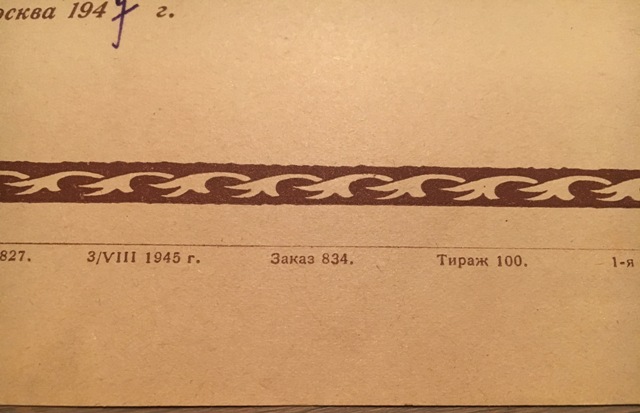 осква 1947 г.
827. 3/VIII 1945 г. Заказ 834. Тираж 100. 1-я